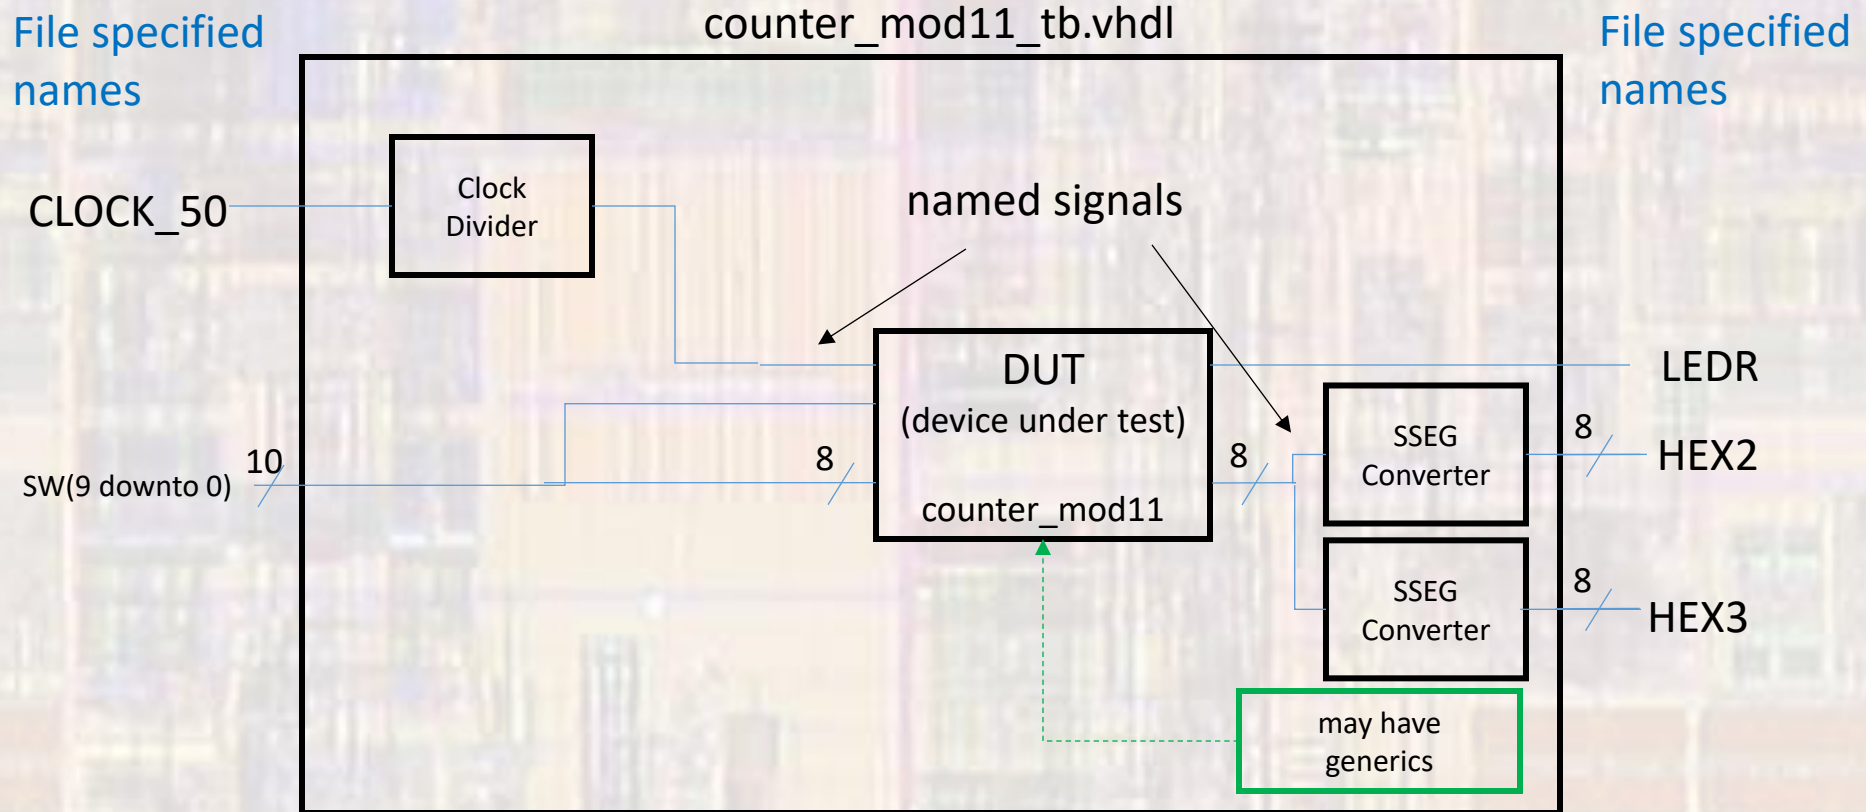 File specified
names
counter_mod11_tb.vhdl
File specified
names
Clock
Divider
CLOCK_50
named signals
DUT
(device under test)
counter_mod11
LEDR
SW(9 downto 0)
10
8
8
SSEG
Converter
8
HEX2
SSEG
Converter
8
HEX3
may have
generics